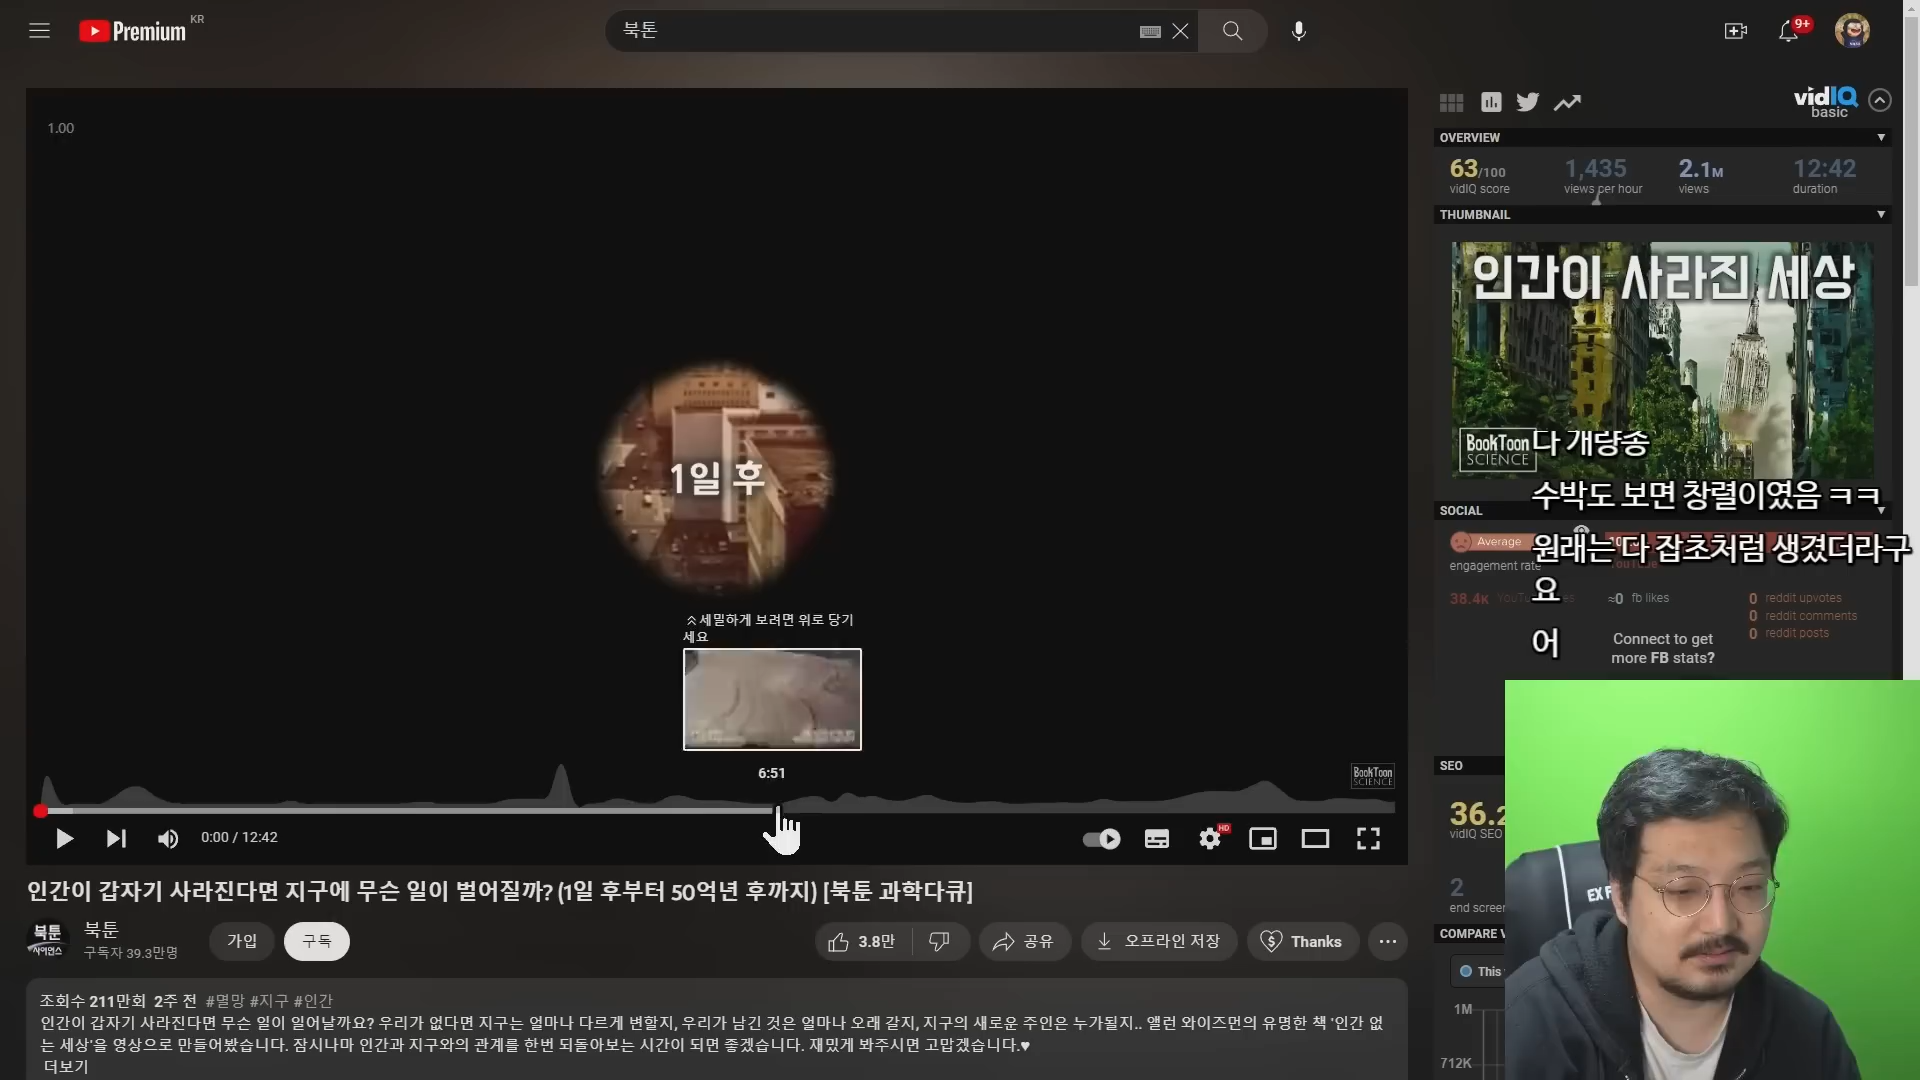 Premium KR
북톤
9+
1.00
1일 후
세밀하게 보려면 위로 당기
세요
6:51
BookToon
SCIENCE
0:00 / 12:42
HD
인간이 갑자기 사라진다면 지구에 무슨 일이 벌어질까? (1일 후부터 50억년 후까지) [북툰 과학다큐]
북툰
사이언스
북툰
구독자 39.3만명
가입
구독
3.8만
공유
오프라인 저장
Thanks
조회수 211만회 2주 전 #멸망 #지구 #인간
인간이 갑자기 사라진다면 무슨 일이 일어날까요? 우리가 없다면 지구는 얼마나 다르게 변할지, 우리가 남긴 것은 얼마나 오래 갈지, 지구의 새로운 주인은 누가될지.. 앨런 와이즈먼의 유명한 책 '인간 없
는 세상'을 영상으로 만들어봤습니다. 잠시나마 인간과 지구와의 관계를 한번 되돌아보는 시간이 되면 좋겠습니다. 재밌게 봐주시면 고맙겠습니다.♥
더보기
vidIQ
basic
OVERVIEW
63/100
vidIQ score
1,435
views per hour
2.1M
views
12:42
duration
THUMBNAIL
인간이 사라진 세상
BookToon
SCIENCE
다 개량종
수박도 보면 창렬이였음 ㅋㅋ
원래는 다 잡초처럼 생겼더라구
요
어
SOCIAL
Average
engagement rate
38.4K
≈0 fb likes
0 reddit upvotes
0 reddit comments
0 reddit posts
Connect to get
more FB stats?
SEO
36.2
vidIQ SEO
2
end screen
COMPARE V
This
1M
712K